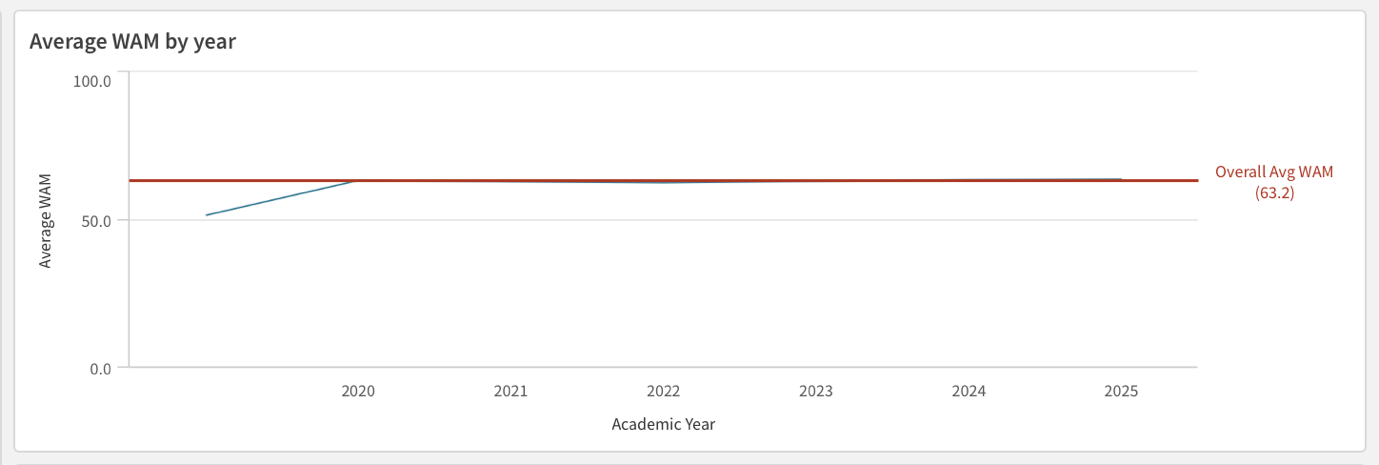 Average WAM by year
100.0
50.0
0.0
Average WAM
Overall Avg WAM
(63.2)
2020 2021 2022 2023 2024 2025
Academic Year